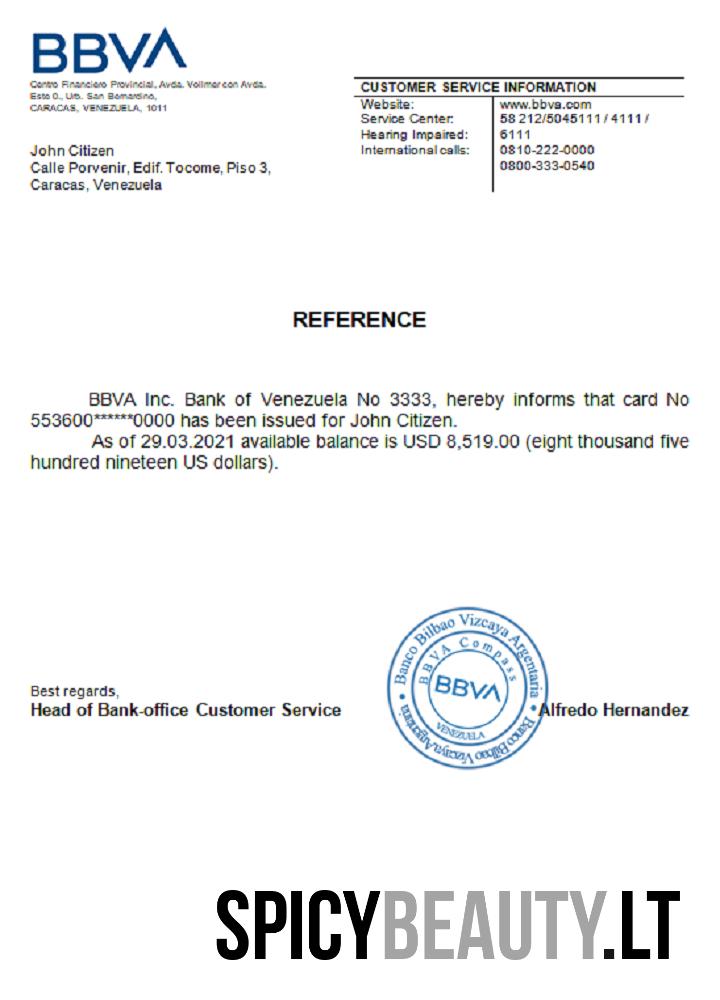 BBVA
Centro Financiero Provincial, Avda. Vollmer con Avda.
Este 0., Urb. San Bernardino,
CARACAS, VENEZUELA, 1011
CUSTOMER SERVICE INFORMATION
Website: www.bbva.com
Service Center: 58 212/5045111 / 4111 /
Hearing Impaired: 6111
International calls: 0810-222-0000
0800-333-0540
John Citizen
Calle Porvenir, Edif. Tocome, Piso 3,
Caracas, Venezuela
REFERENCE
BBVA Inc. Bank of Venezuela No 3333, hereby informs that card No
553600******0000 has been issued for John Citizen.
As of 29.03.2021 available balance is USD 8,519.00 (eight thousand five
hundred nineteen US dollars).
Banco Bilbao Vizcaya Argentaria
BBVA Compass
BBVA
VENEZUELA
Banco Bilbao Vizcaya Argentaria
Best regards,
Head of Bank-office Customer Service
Alfredo Hernandez
SPICYBEAUTY.LT